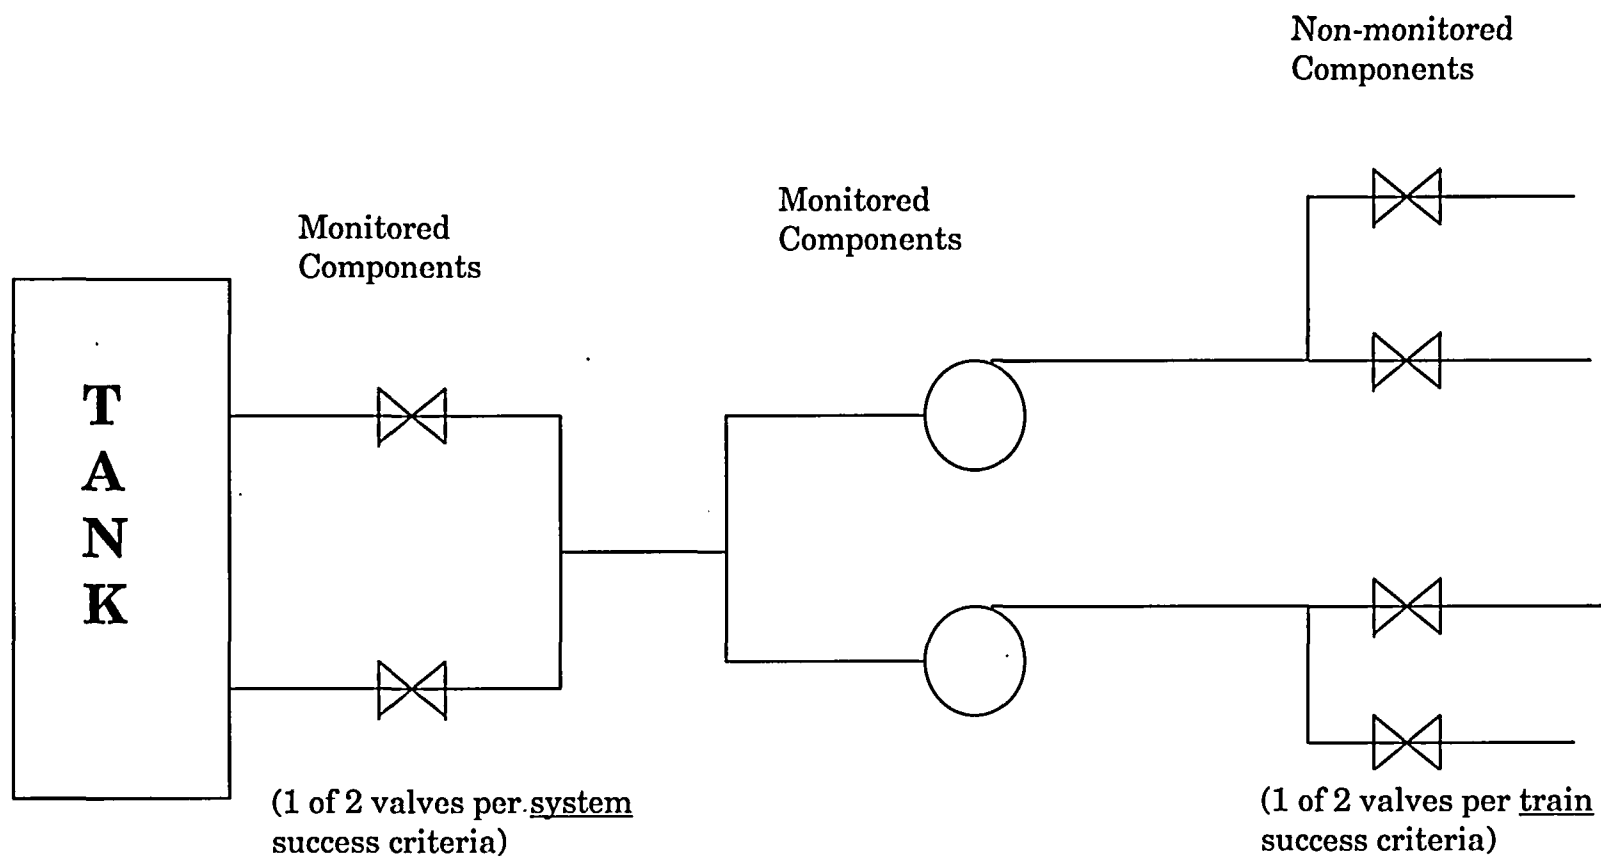 Non-monitored
Components
Monitored
Components
Monitored
Components
T
A
N
K
(1 of 2 valves per system
success criteria)
(1 of 2 valves per train
success criteria)